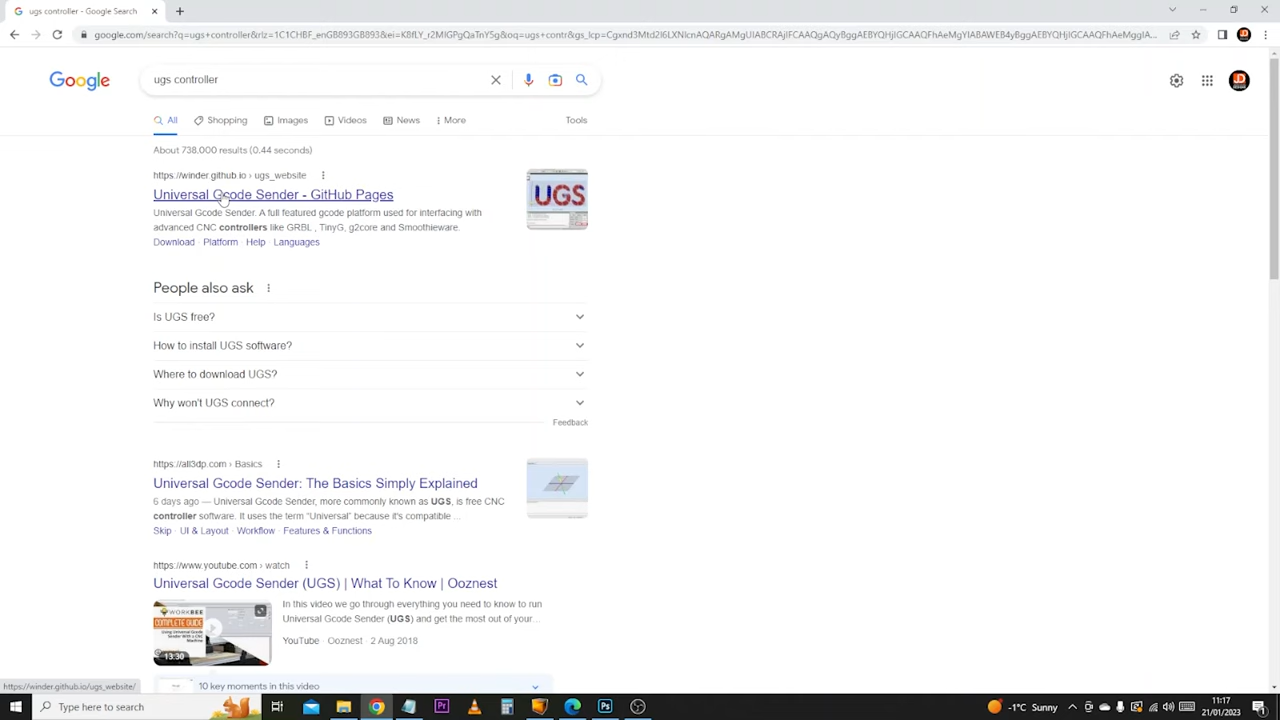 ugs controller - Google Search
google.com/search?q=ugs+controller&rlz=1C1CHBF_enGB893GB893&ei=K8fLY_r2MIGPgQaTnY5g&oq=ugs+contr&gs_lcp=
Google
ugs controller
All
Shopping
Images
Videos
News
More
Tools
About 738,000 results (0.44 seconds)
https://winder.github.io › ugs_website
Universal Gcode Sender - GitHub Pages
Universal Gcode Sender. A full featured gcode platform used for interfacing with
advanced CNC controllers like GRBL , TinyG, g2core and Smoothieware.
Download · Platform · Help · Languages
UGS
People also ask
Is UGS free?
How to install UGS software?
Where to download UGS?
Why won't UGS connect?
Feedback
https://all3dp.com › Basics
Universal Gcode Sender: The Basics Simply Explained
6 days ago — Universal Gcode Sender, more commonly known as UGS, is free CNC
controller software. It uses the term "Universal" because it's compatible ...
Skip · UI & Layout · Workflow · Features & Functions
https://www.youtube.com › watch
Universal Gcode Sender (UGS) | What To Know | Ooznest
In this video we go through everything you need to know to run
Universal Gcode Sender (UGS) and get the most out of your...
YouTube · Ooznest · 2 Aug 2018
WORKBEE
COMPLETE GUIDE
Using Universal Gcode
Sender With a CNC
Machine
13:30
10 key moments in this video
https://winder.github.io/ugs_website/
Type here to search
-1°C Sunny
11:17
21/01/2023